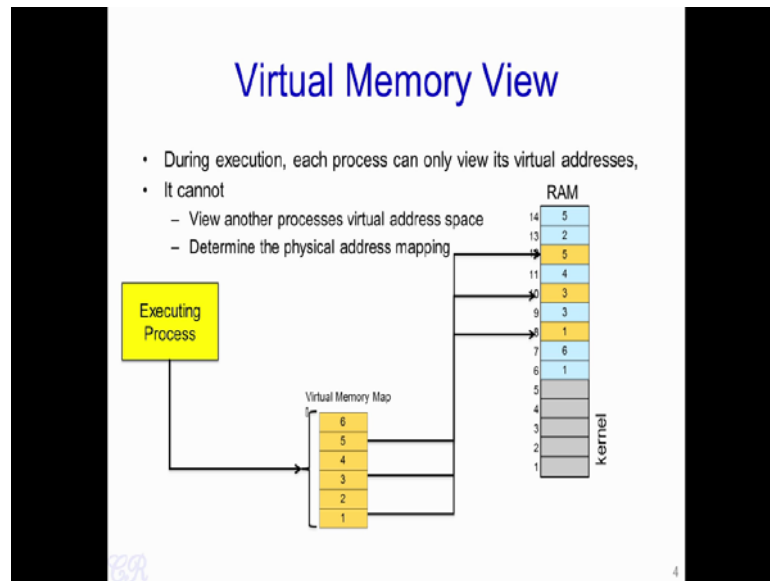 Virtual Memory View
• During execution, each process can only view its virtual addresses,
• It cannot
– View another processes virtual address space
– Determine the physical address mapping
RAM
14 5
13 2
5
11 4
10 3
9 3
8 1
7 6
6 1
5
4
3
2
1
kernel
Executing
Process
Virtual Memory Map
6
5
4
3
2
1
CR
4